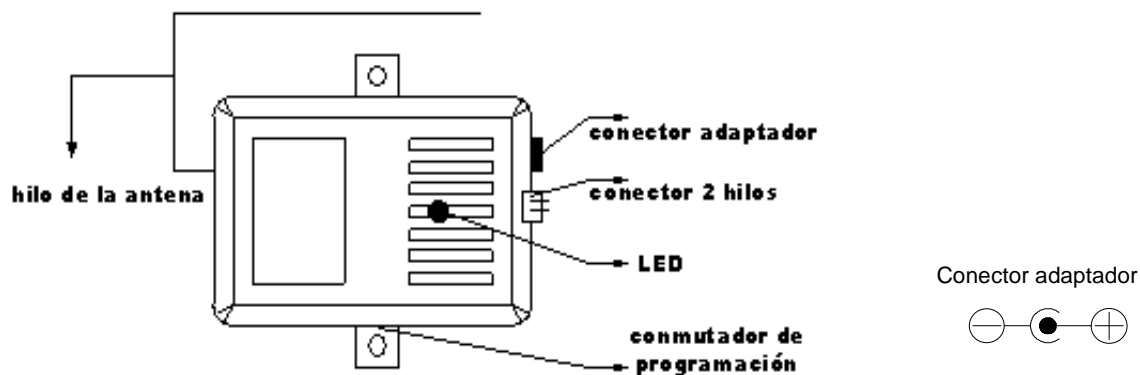 conector adaptador
hilo de la antena
conector 2 hilos
LED
Conector adaptador
conmutador de
programación